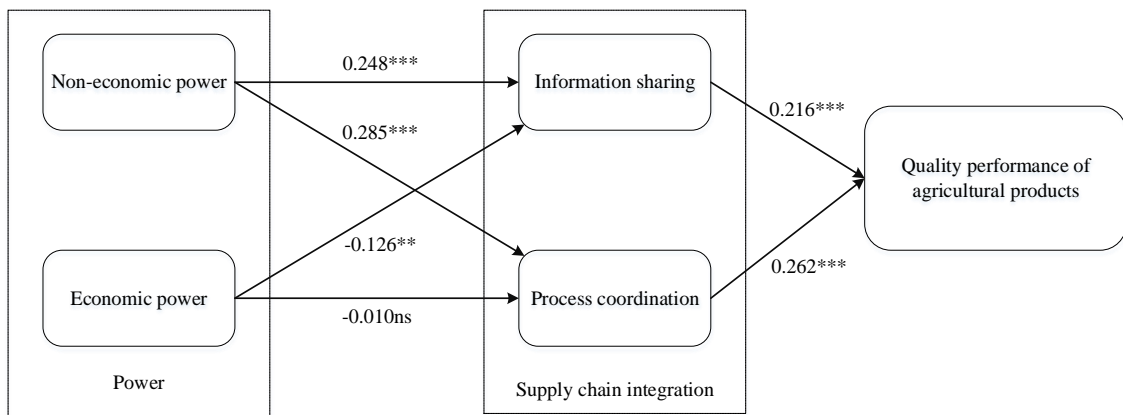 Non-economic power
0.248***
Information sharing
0.285***
0.216***
Quality performance of
agricultural products
-0.126**
0.262***
Economic power
Process coordination
-0.010ns
Power
Supply chain integration